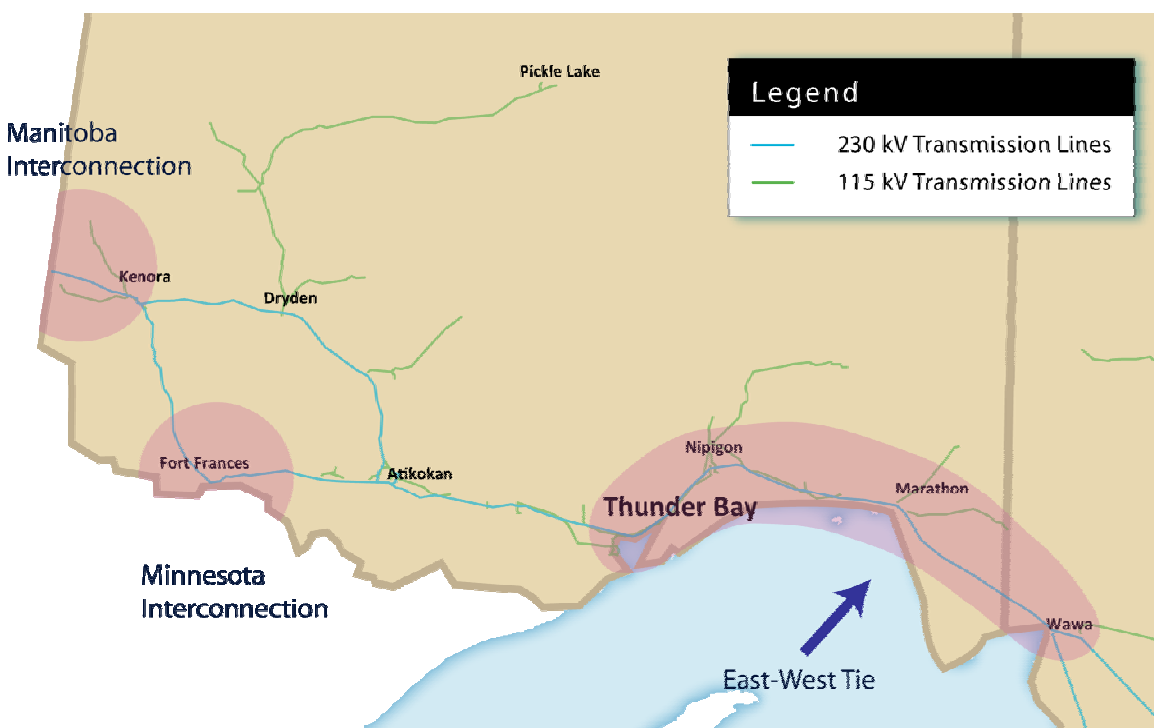 Pickle Lake
Legend
230 kV Transmission Lines
115 kV Transmission Lines
Manitoba
Interconnection
Kenora
Dryden
Fort Frances
Atikokan
Nipigon
Marathon
Thunder Bay
Minnesota
Interconnection
Wawa
East-West Tie